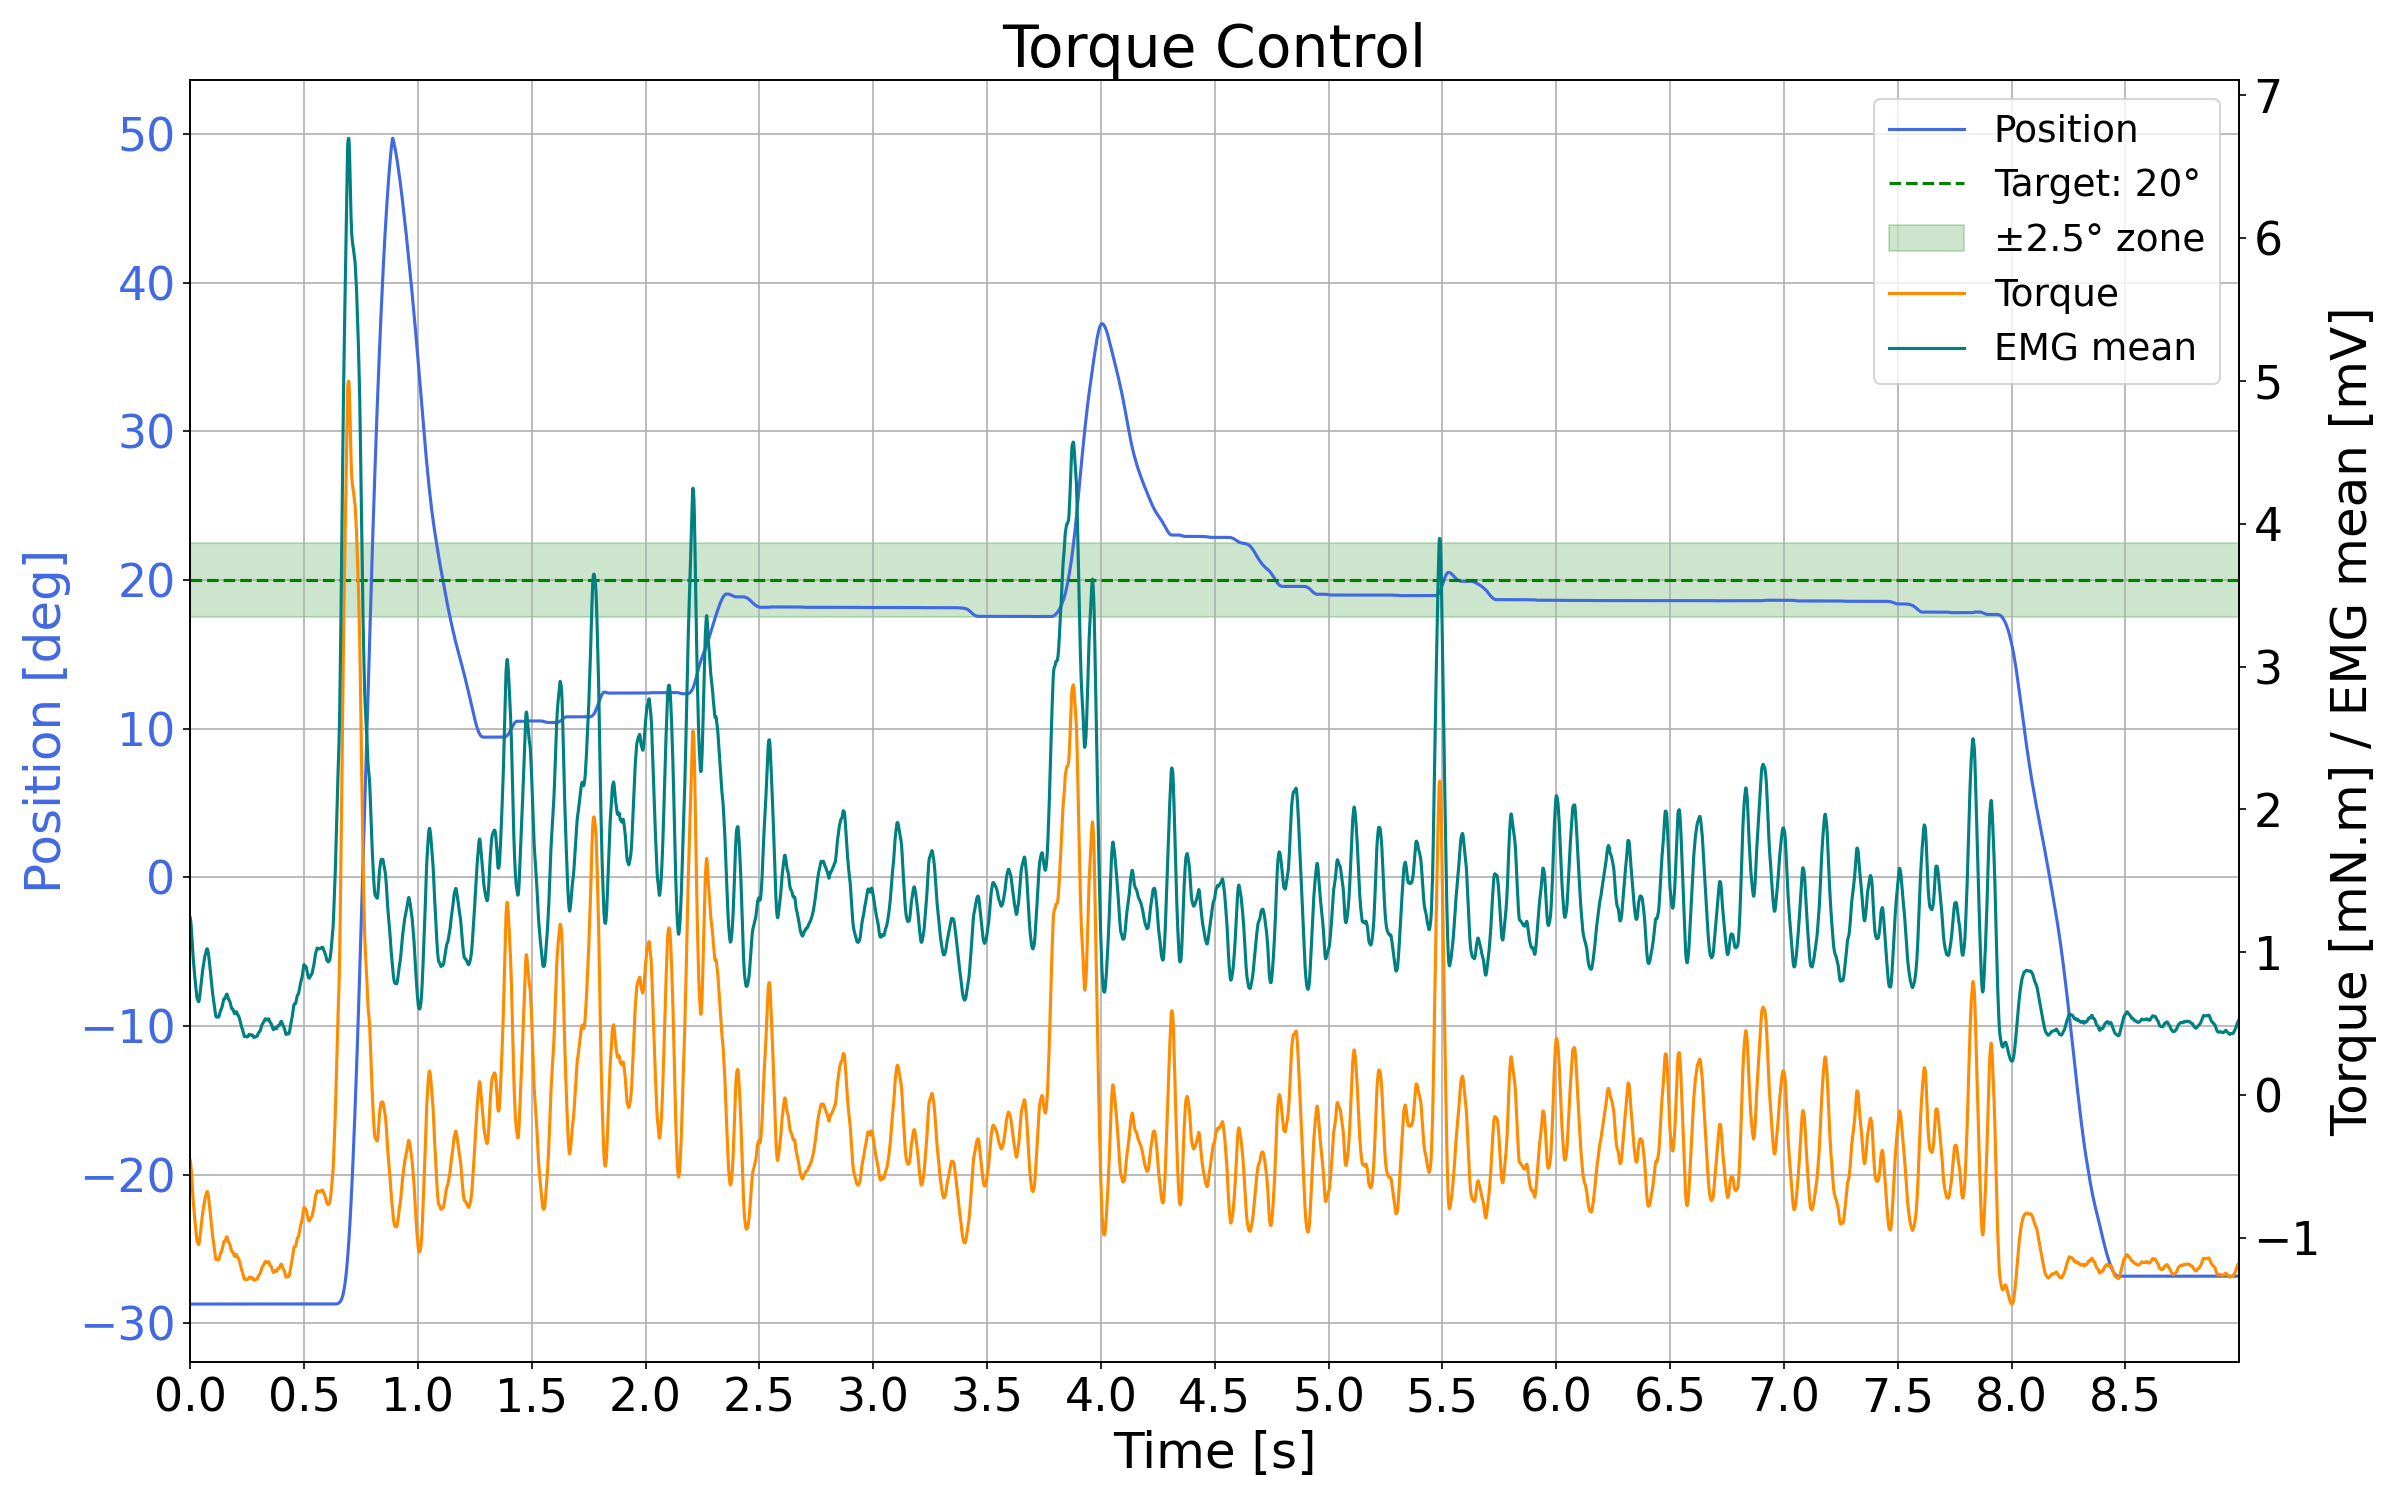 Torque Control
Position [deg]
50
40
30
20
10
0
−10
−20
−30
7
6
5
4
3
2
1
0
−1
Torque [mN.m] / EMG mean [mV]
Position
Target: 20°
±2.5° zone
Torque
EMG mean
0.0 0.5 1.0 1.5 2.0 2.5 3.0 3.5 4.0 4.5 5.0 5.5 6.0 6.5 7.0 7.5 8.0 8.5
Time [s]